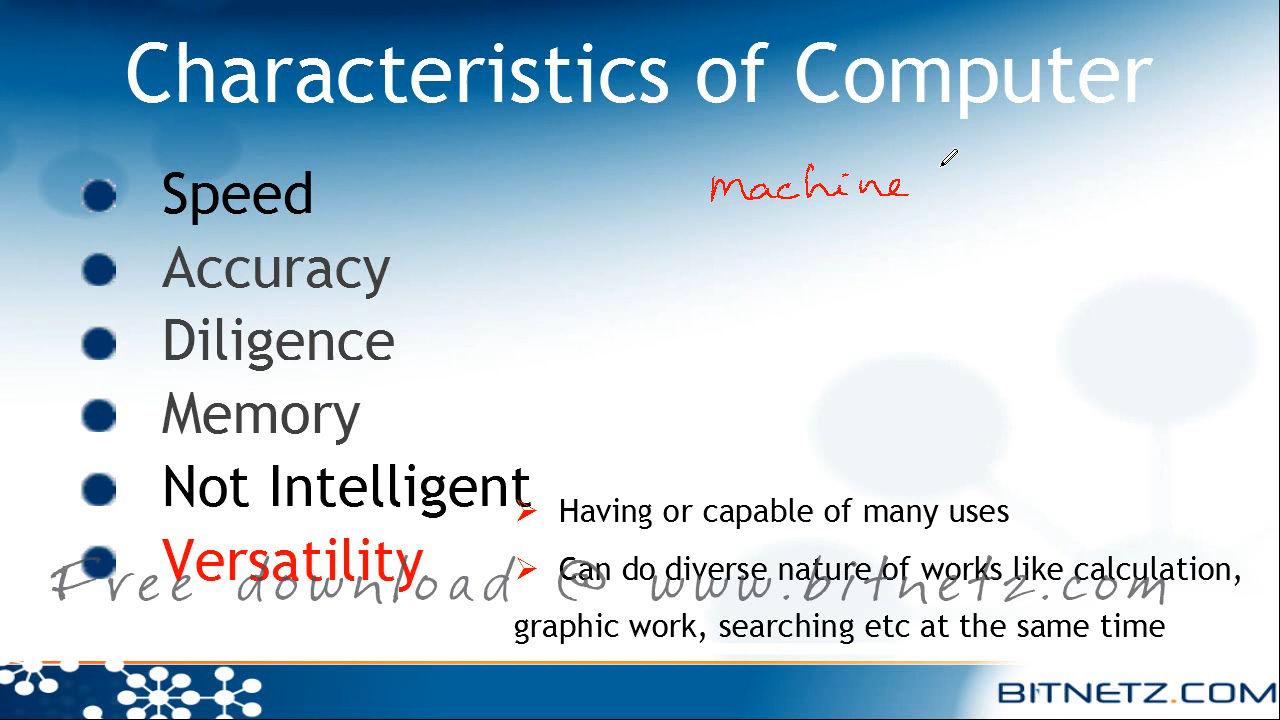 Characteristics of Computer
Speed
machine
Accuracy
Diligence
Memory
Not Intelligent
Having or capable of many uses
Versatility
Can do diverse nature of works like calculation,
graphic work, searching etc at the same time
Free download @ www.bitnetz.com
BITNETZ.COM